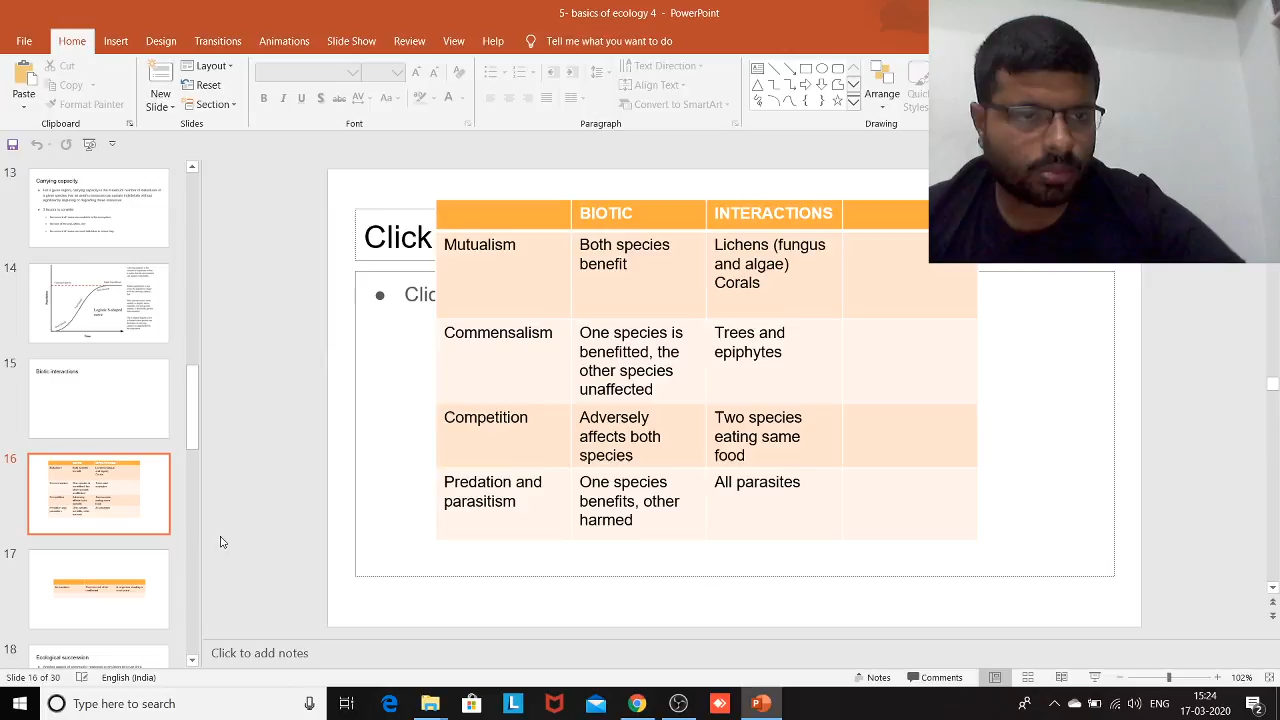 5- basics of ecology 4 - PowerPoint
File Home Insert Design Transitions Animations Slide Show Review View Help Tell me what you want to do
Cut
Copy
Format Painter
Paste
Clipboard
New
Slide
Layout
Reset
Section
Slides
Font
Text Direction
Align Text
Convert to SmartArt
Paragraph
Arrange
Quick
Styles
Drawing
13
Carrying capacity
14
15
Biotic interactions
16
17
18
Ecological succession
Click
Clic
BIOTIC INTERACTIONS
Mutualism
Both species
benefit
Lichens (fungus
and algae)
Corals
Commensalism
One species is
benefitted, the
other species
unaffected
Trees and
epiphytes
Competition
Adversely
affects both
species
Two species
eating same
food
Predation and
parasitism
One species
benefits, other
harmed
All parasites
Click to add notes
Slide 16 of 30 English (India) Notes Comments 102%
Type here to search
ENG
15:24
17-03-2020